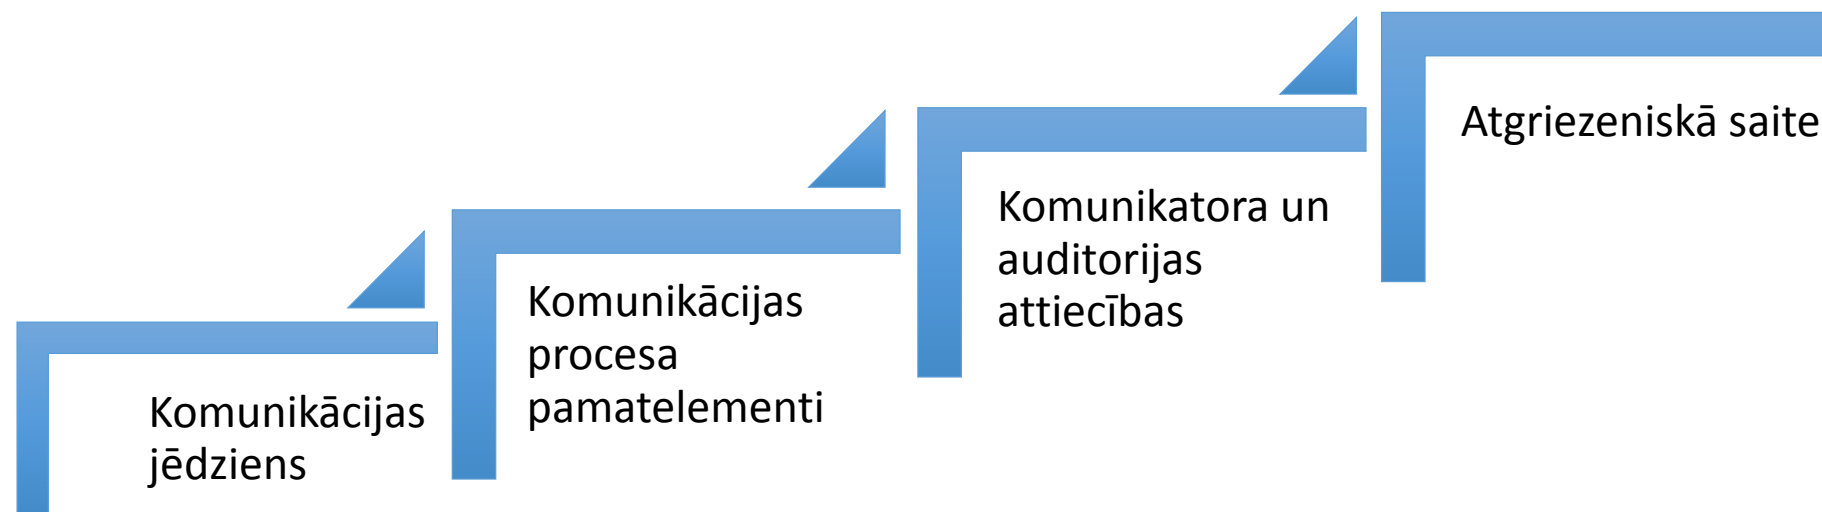 Komunikācijas
jēdziens
Komunikācijas
procesa
pamatelementi
Komunikatora un
auditorijas
attiecības
Atgriezeniskā saite